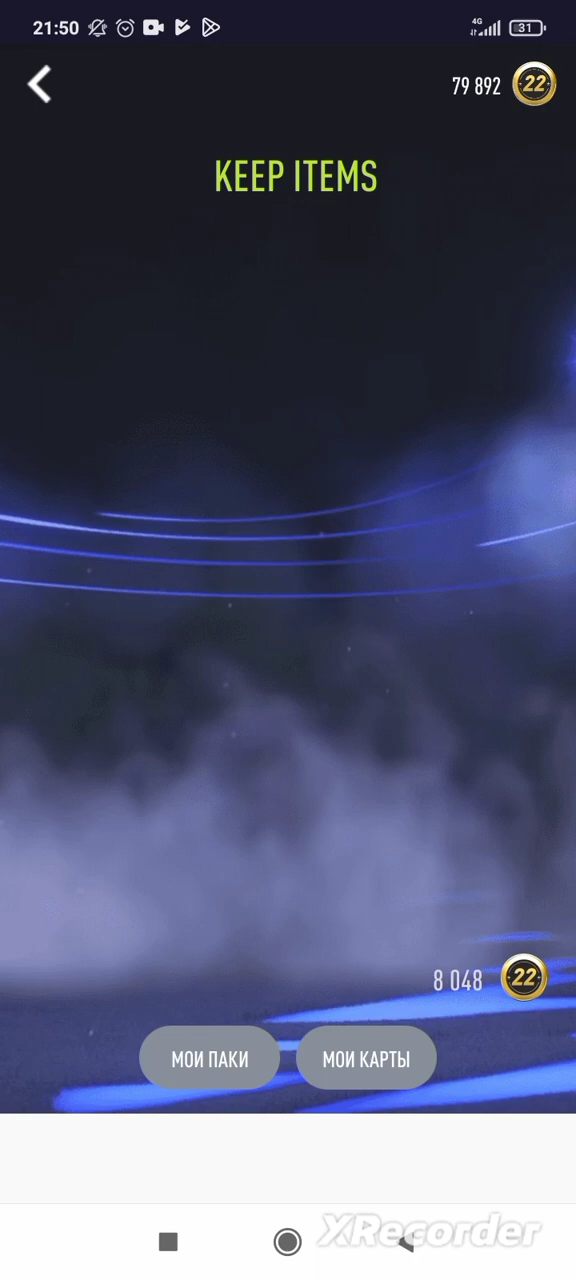 21:50
4G
31
79 892
22
KEEP ITEMS
8 048
22
МОИ ПАКИ
МОИ КАРТЫ
XRecorder